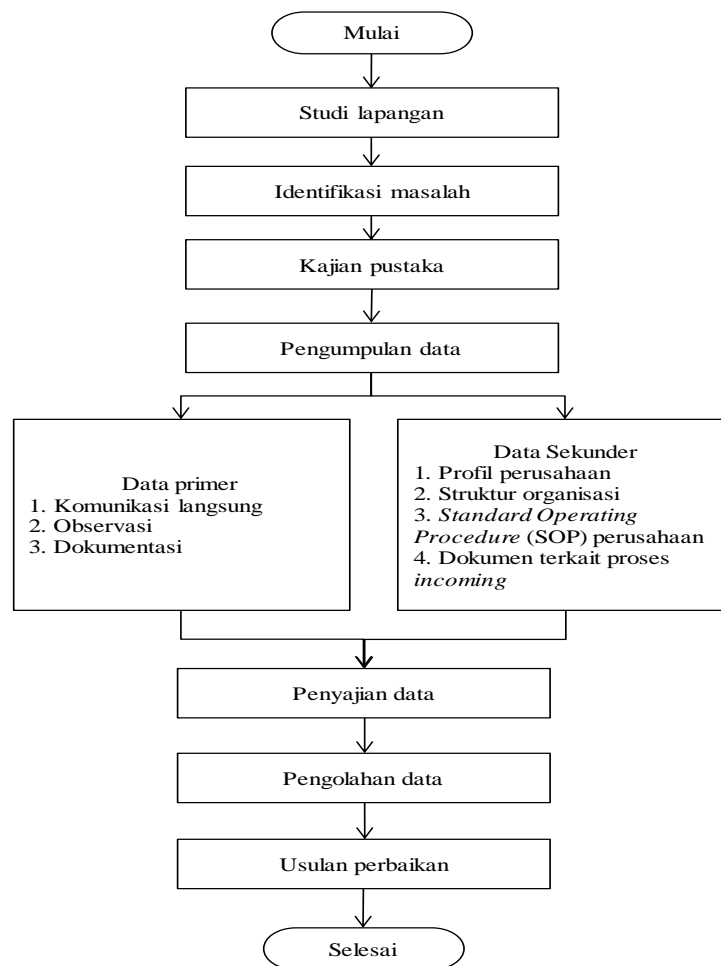 Mulai
Studi lapangan
Identifikasi masalah
Kajian pustaka
Pengumpulan data
Data primer
1. Komunikasi langsung
2. Observasi
3. Dokumentasi
Data Sekunder
1. Profil perusahaan
2. Struktur organisasi
3. Standard Operating
Procedure (SOP) perusahaan
4. Dokumen terkait proses
incoming
Penyajian data
Pengolahan data
Usulan perbaikan
Selesai